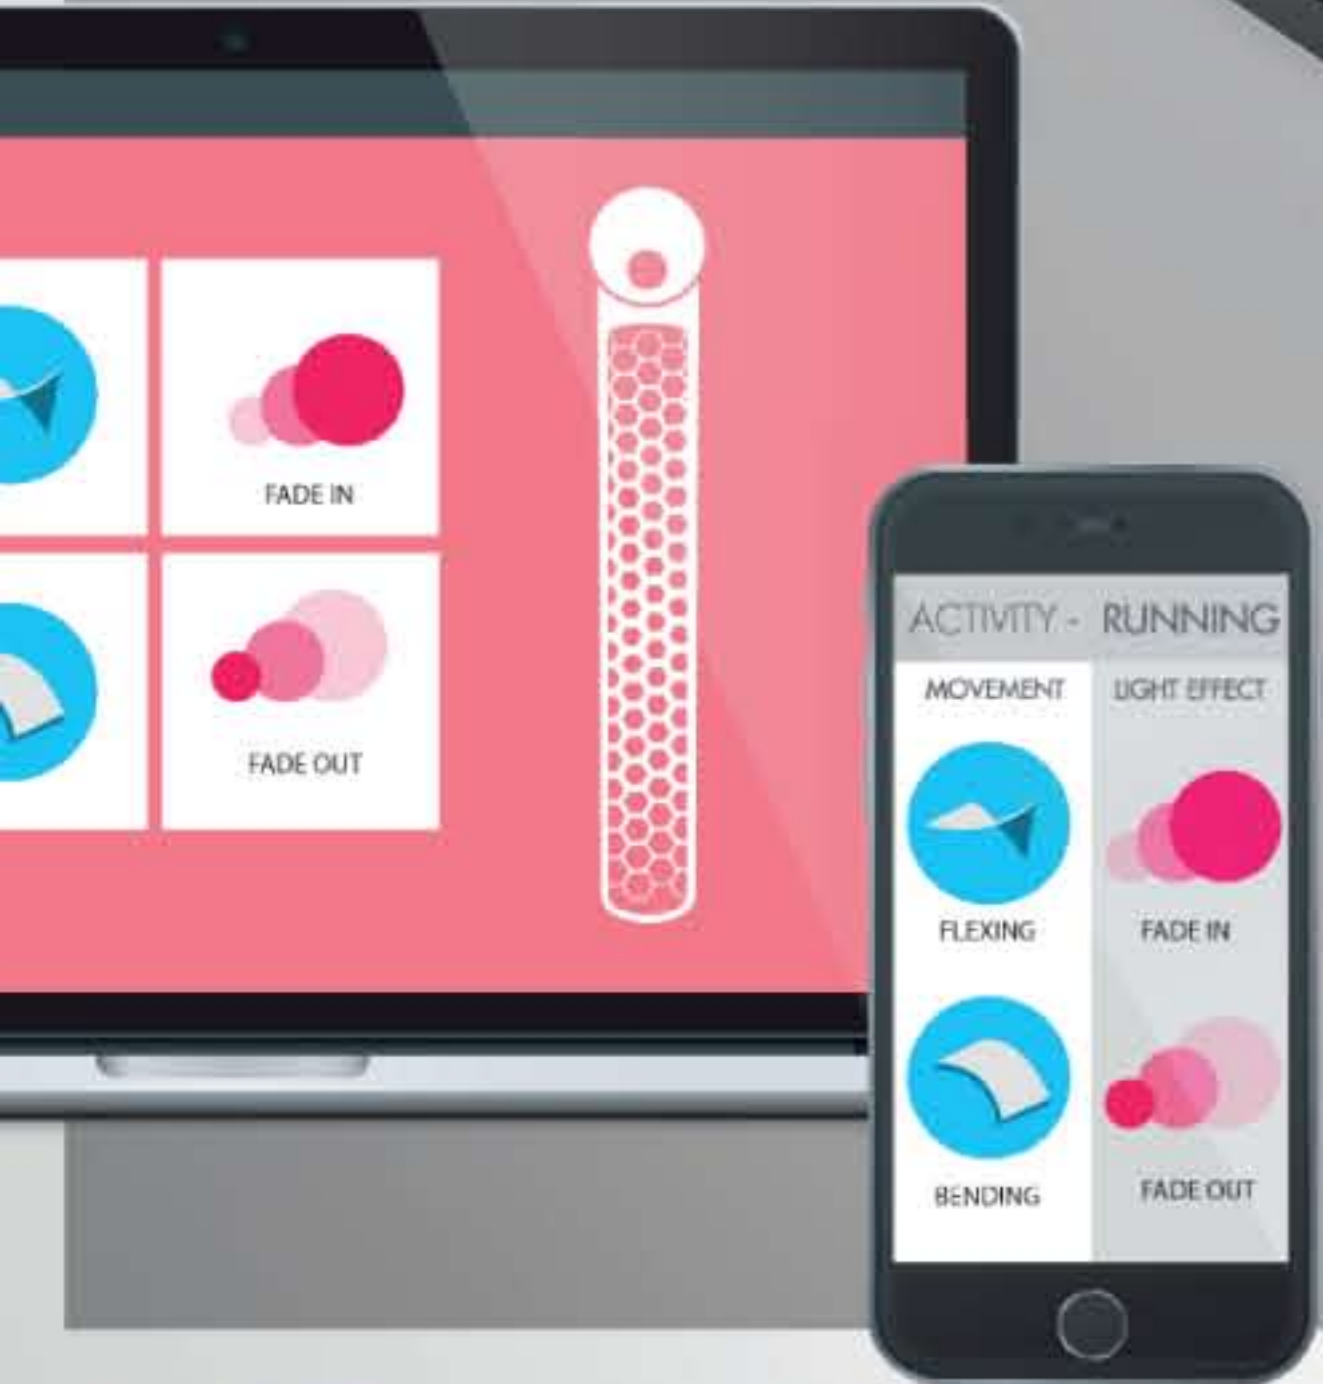 FADE IN
FADE OUT
ACTIVITY - RUNNING
MOVEMENT LIGHT EFFECT
FLEXING FADE IN
BENDING FADE OUT